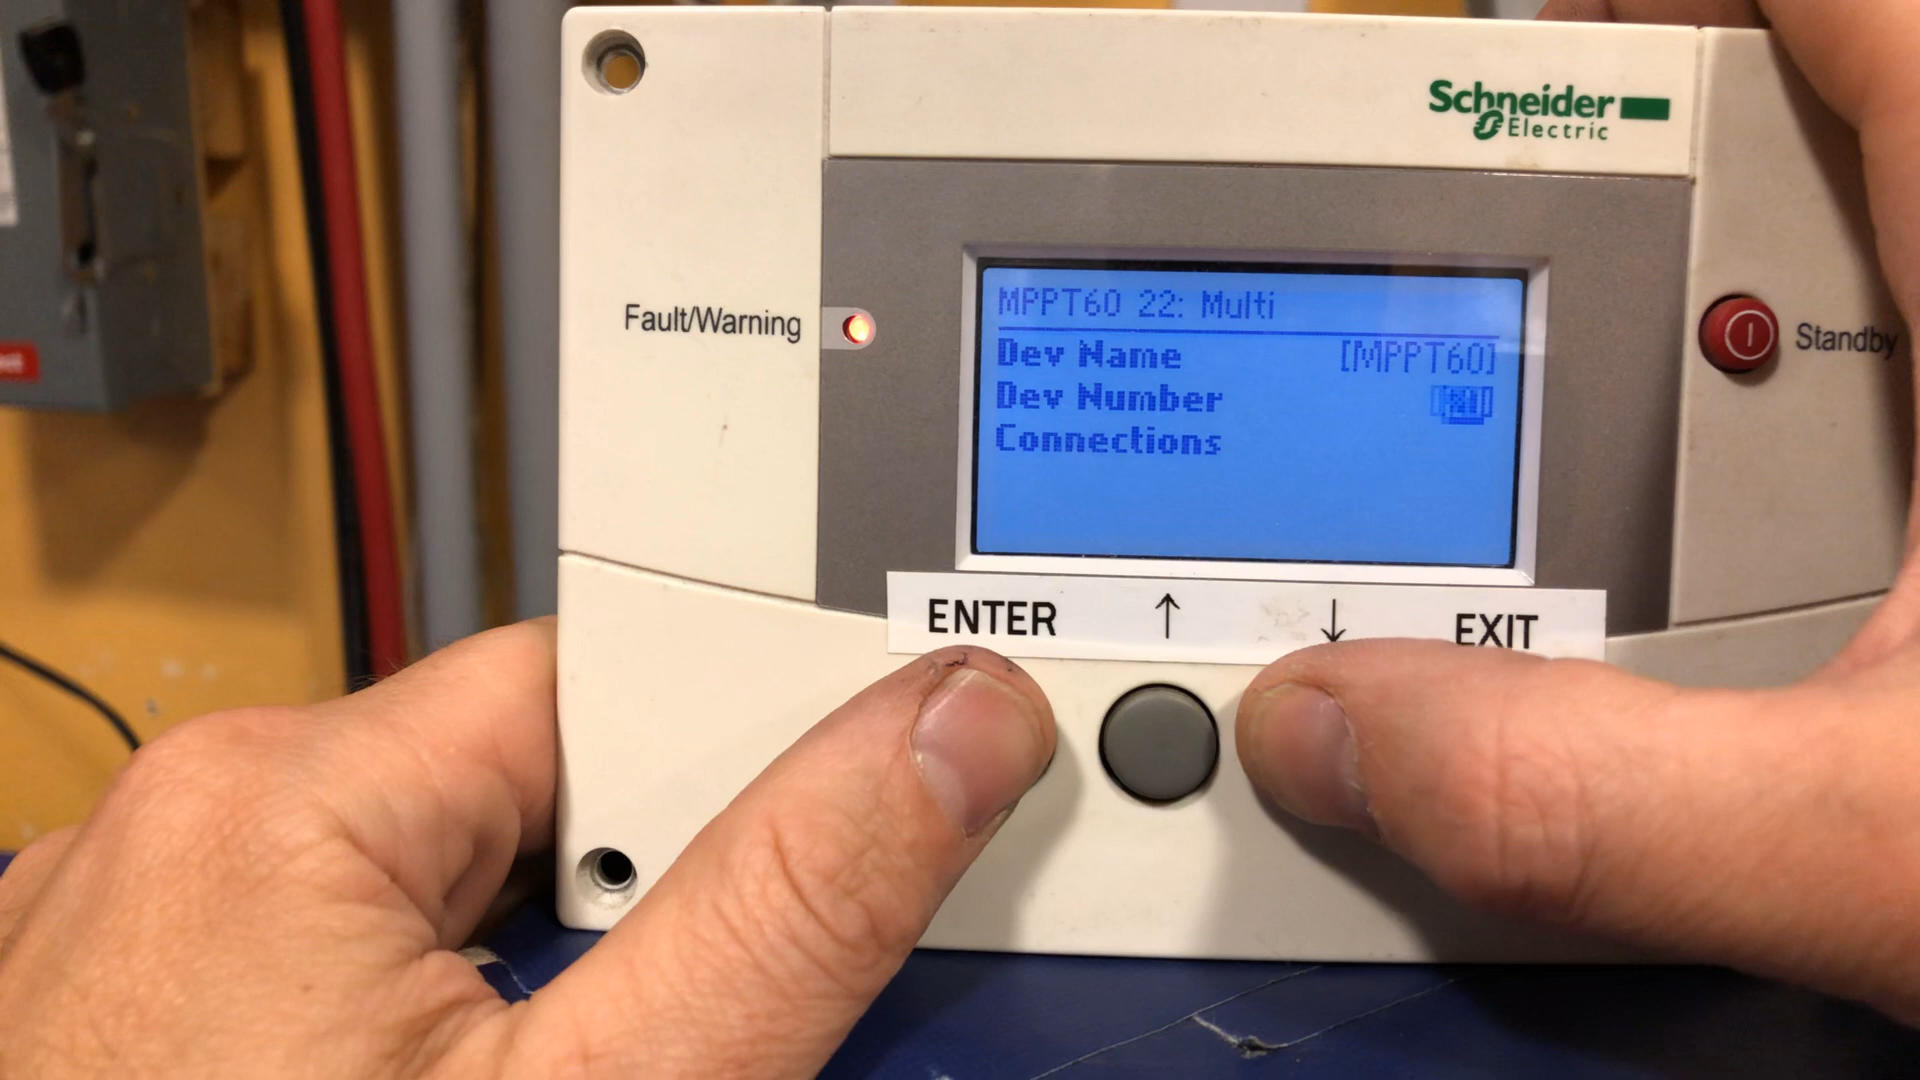 Schneider
Electric
Fault/Warning
Standby
MPPT60 22: Multi
Dev Name [MPPT60]
Dev Number
Connections
ENTER ↑ ↓ EXIT